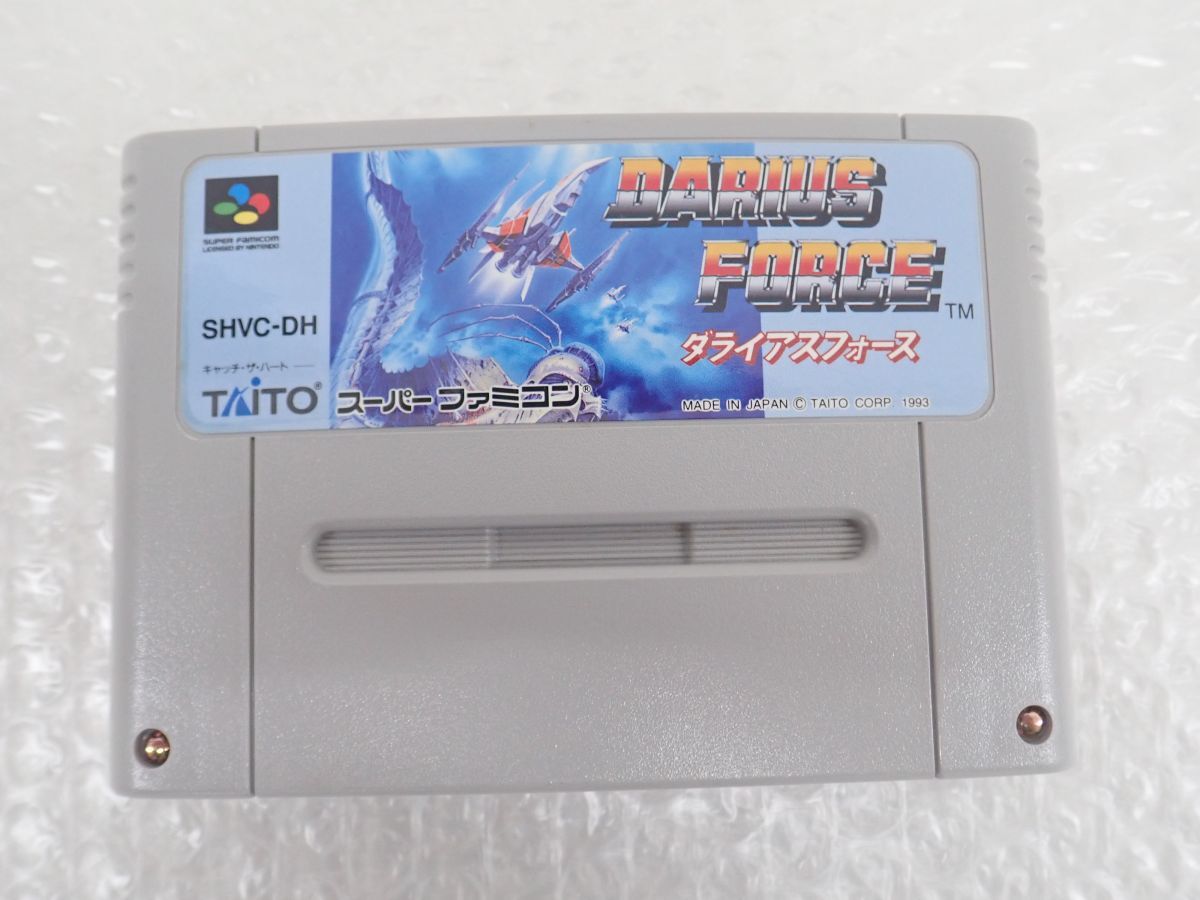 SUPER FAMICOM
LICENSED BY NINTENDO
SHVC-DH
キャッチ・ザ・ハート
TAITO®
スーパーファミコン®
DARIUS
FORCE™
ダライアスフォース
MADE IN JAPAN © TAITO CORP. 1993